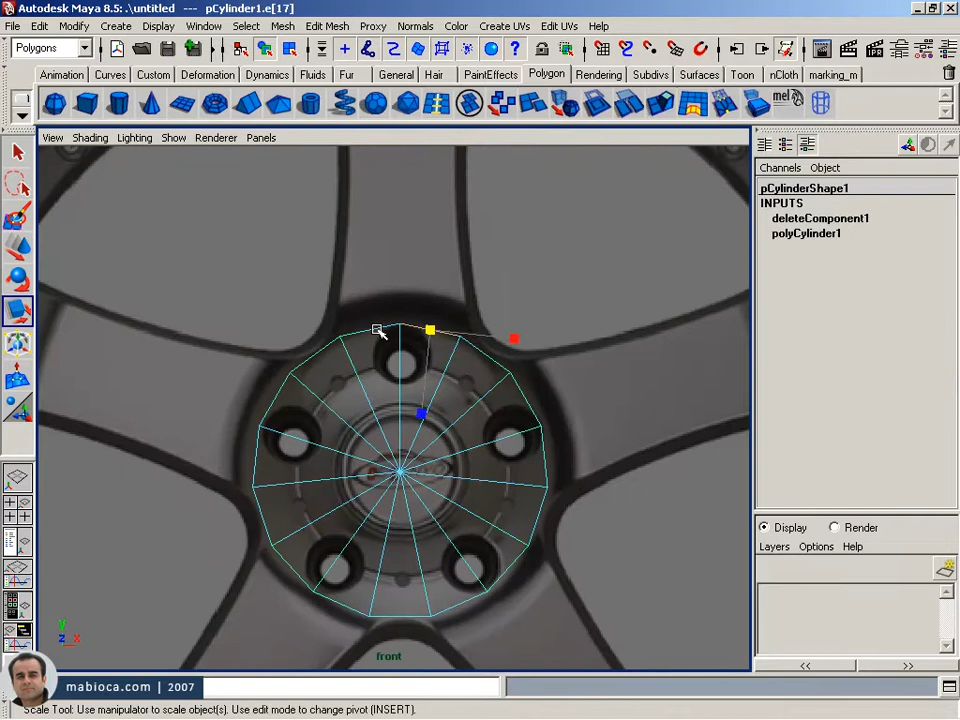 Autodesk Maya 8.5: .\untitled --- pCylinder1.e[17]
File Edit Modify Create Display Window Select Mesh Edit Mesh Proxy Normals Color Create UVs Edit UVs Help
Polygons
Animation Curves Custom Deformation Dynamics Fluids Fur General Hair PaintEffects Polygon Rendering Subdivs Surfaces Toon nCloth marking_m
mel
View Shading Lighting Show Renderer Panels
Channels Object
pCylinderShape1
INPUTS
deleteComponent1
polyCylinder1
Display Render
Layers Options Help
y
z x
front
<< >>
mabioca.com | 2007
Scale Tool: Use manipulator to scale object(s). Use edit mode to change pivot (INSERT).